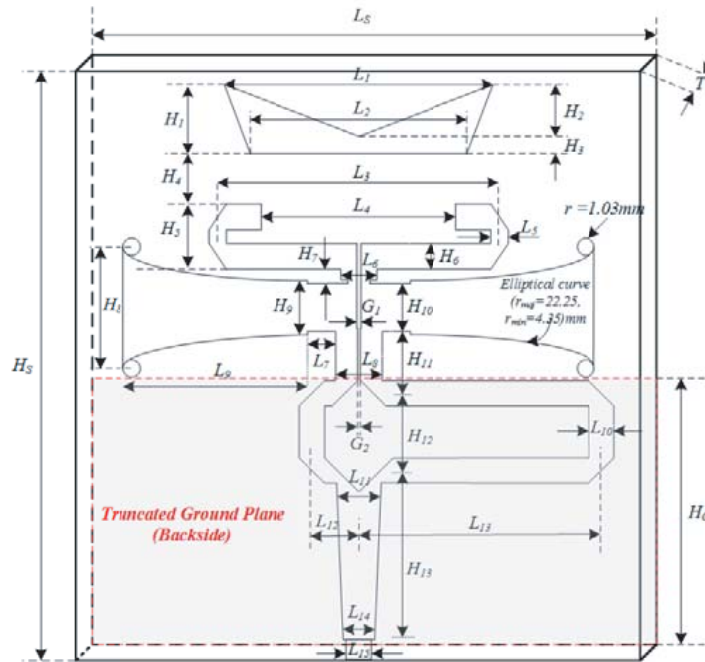 L_S
T
L_1
H_1
L_2
H_2
H_3
H_4
L_3
L_4
r =1.03mm
H_5
L_5
H_7
L_6
H_6
H_8
H_9
G_1
H_10
Elliptical curve
(r_maj=22.25,
r_min=4.35)mm
H_S
L_7
L_8
H_11
L_9
G_2
H_12
L_10
L_11
Truncated Ground Plane
(Backside)
L_12
L_13
H_G
H_13
L_14
L_15